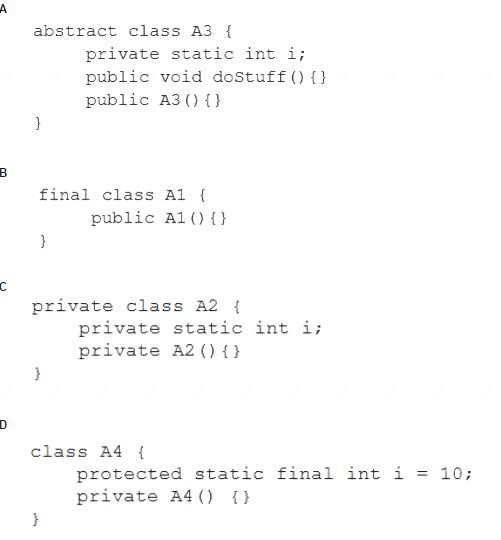 A
abstract class A3 {
private static int i;
public void doStuff(){}
public A3(){}
}
B
final class A1 {
public A1(){}
}
C
private class A2 {
private static int i;
private A2(){}
}
D
class A4 {
protected static final int i = 10;
private A4() {}
}